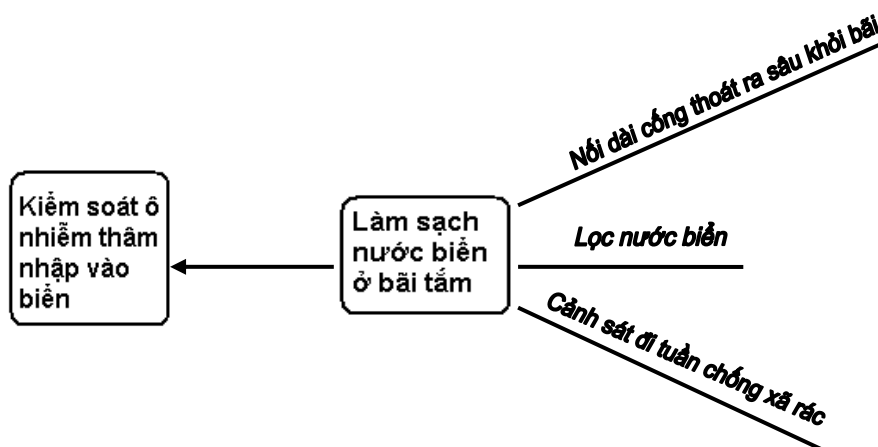 Kiểm soát ô
nhiễm thâm
nhập vào
biển
Làm sạch
nước biển
ở bãi tắm
Nối dài cống thoát ra sâu khỏi bãi
Lọc nước biển
Cảnh sát đi tuần chống xã rác